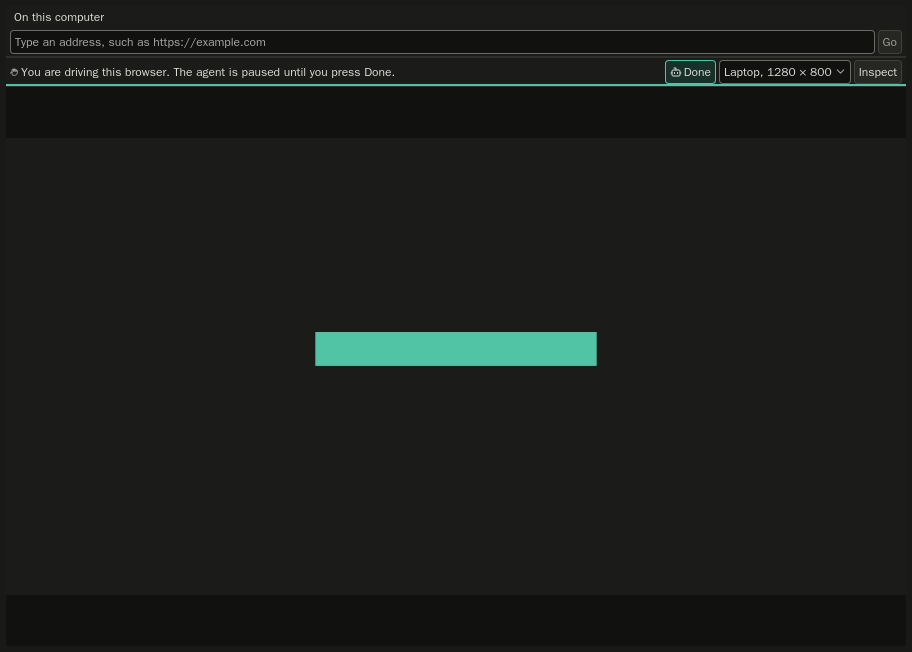 On this computer
Type an address, such as https://example.com
Go
You are driving this browser. The agent is paused until you press Done.
Done
Laptop, 1280 × 800
Inspect